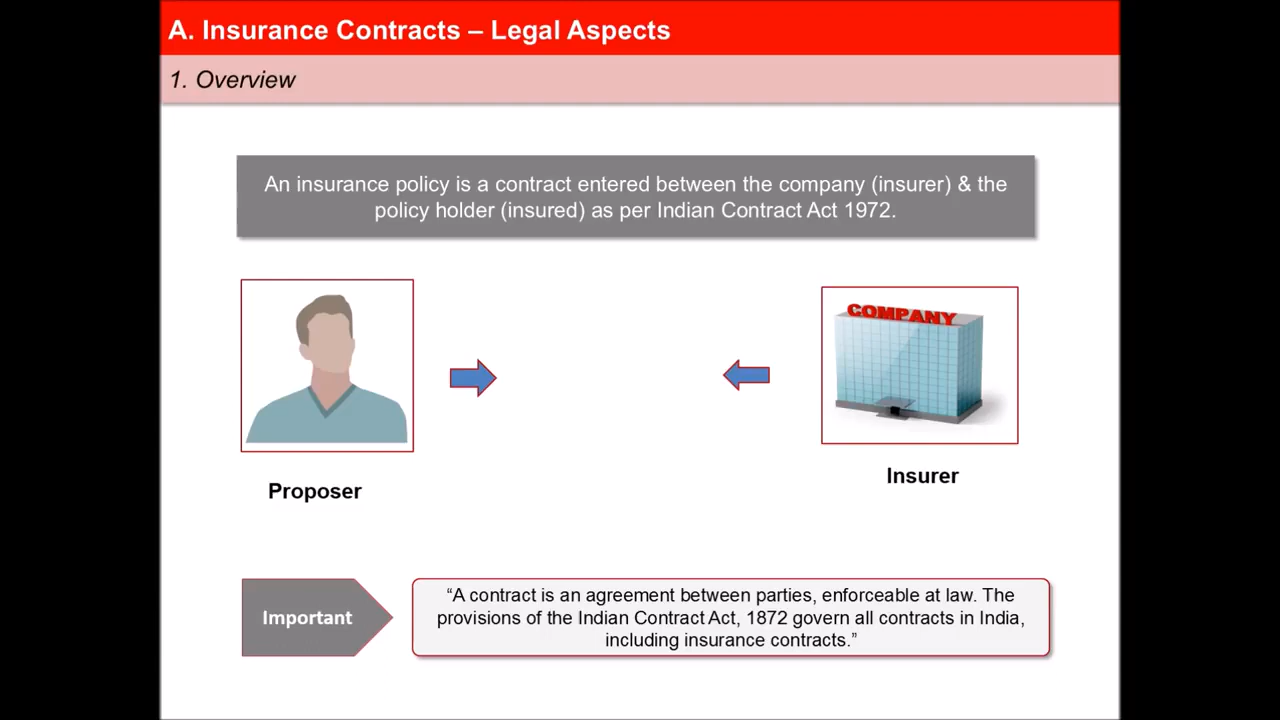 A. Insurance Contracts – Legal Aspects
1. Overview
An insurance policy is a contract entered between the company (insurer) & the
policy holder (insured) as per Indian Contract Act 1972.
COMPANY
Proposer
Insurer
Important
“A contract is an agreement between parties, enforceable at law. The
provisions of the Indian Contract Act, 1872 govern all contracts in India,
including insurance contracts.”